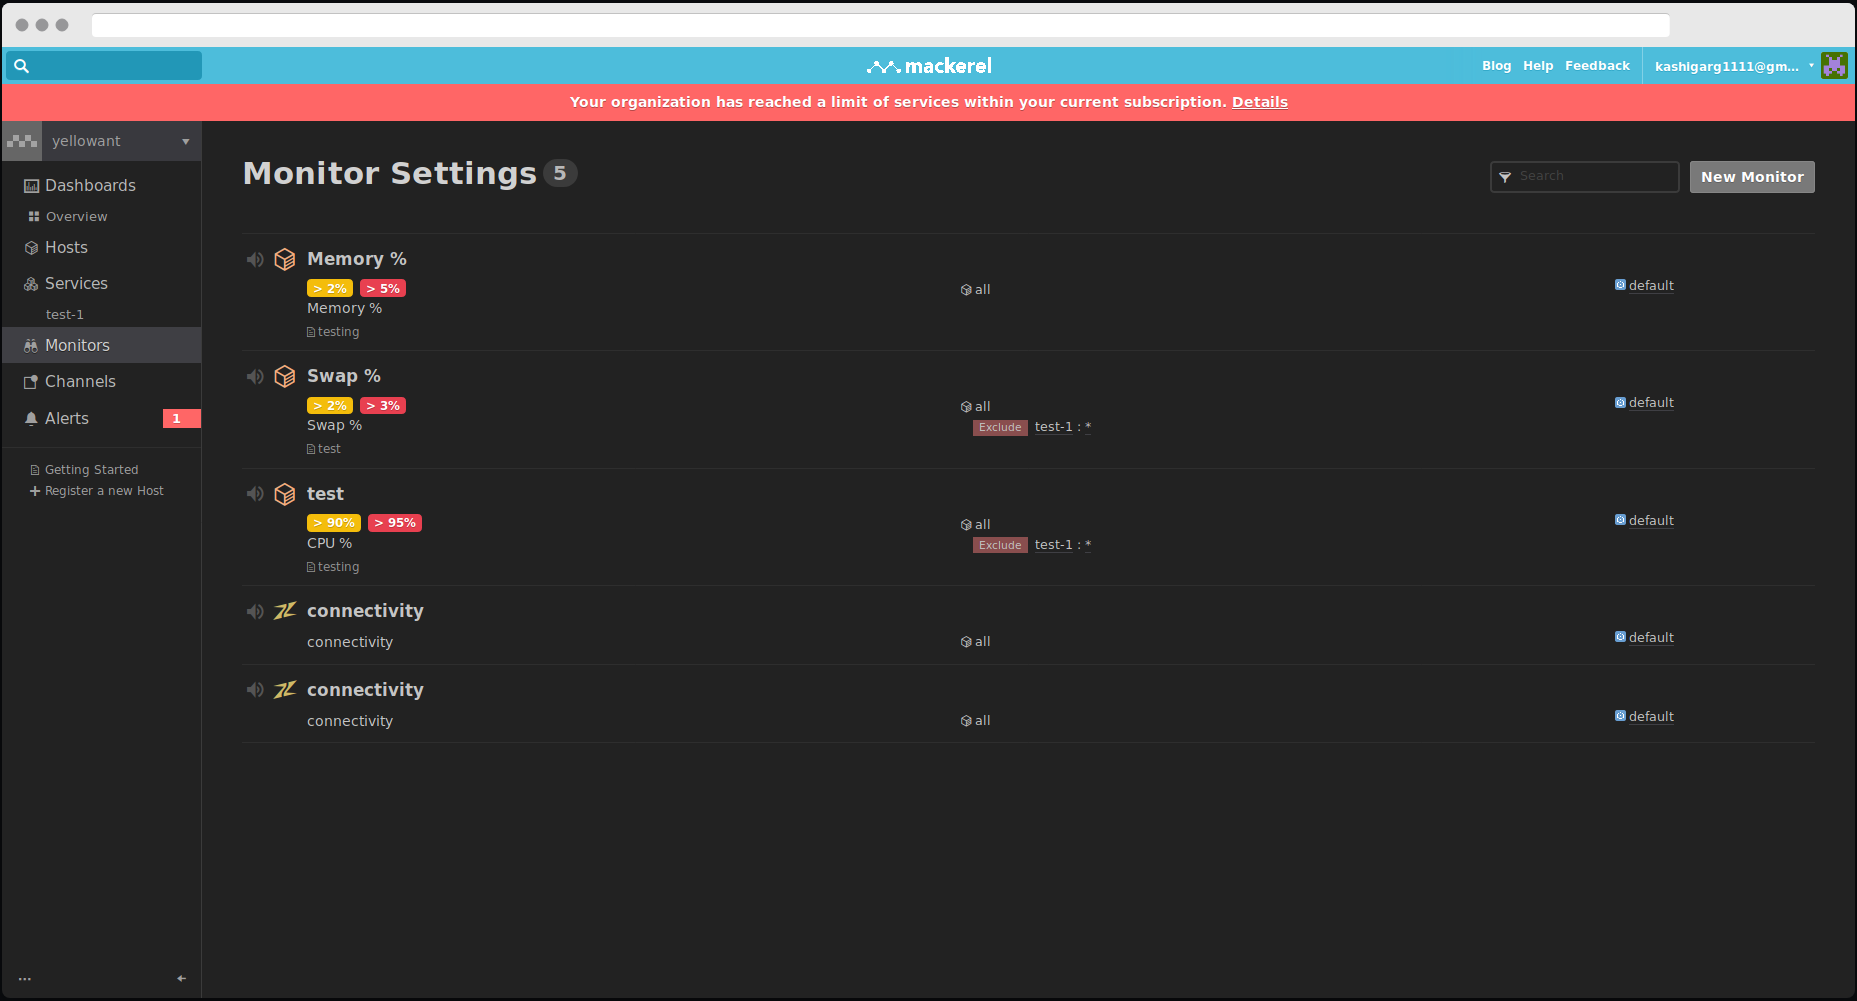 mackerel
Blog Help Feedback kashigarg1111@gm...
Your organization has reached a limit of services within your current subscription. Details
yellowant
Dashboards
Overview
Hosts
Services
test-1
Monitors
Channels
Alerts 1
Getting Started
Register a new Host
Monitor Settings 5
Search
New Monitor
Memory %
> 2% > 5%
all
default
Memory %
testing
Swap %
> 2% > 3%
all
default
Swap %
Exclude test-1 : *
test
test
> 90% > 95%
all
default
CPU %
Exclude test-1 : *
testing
connectivity
connectivity
all
default
connectivity
connectivity
all
default